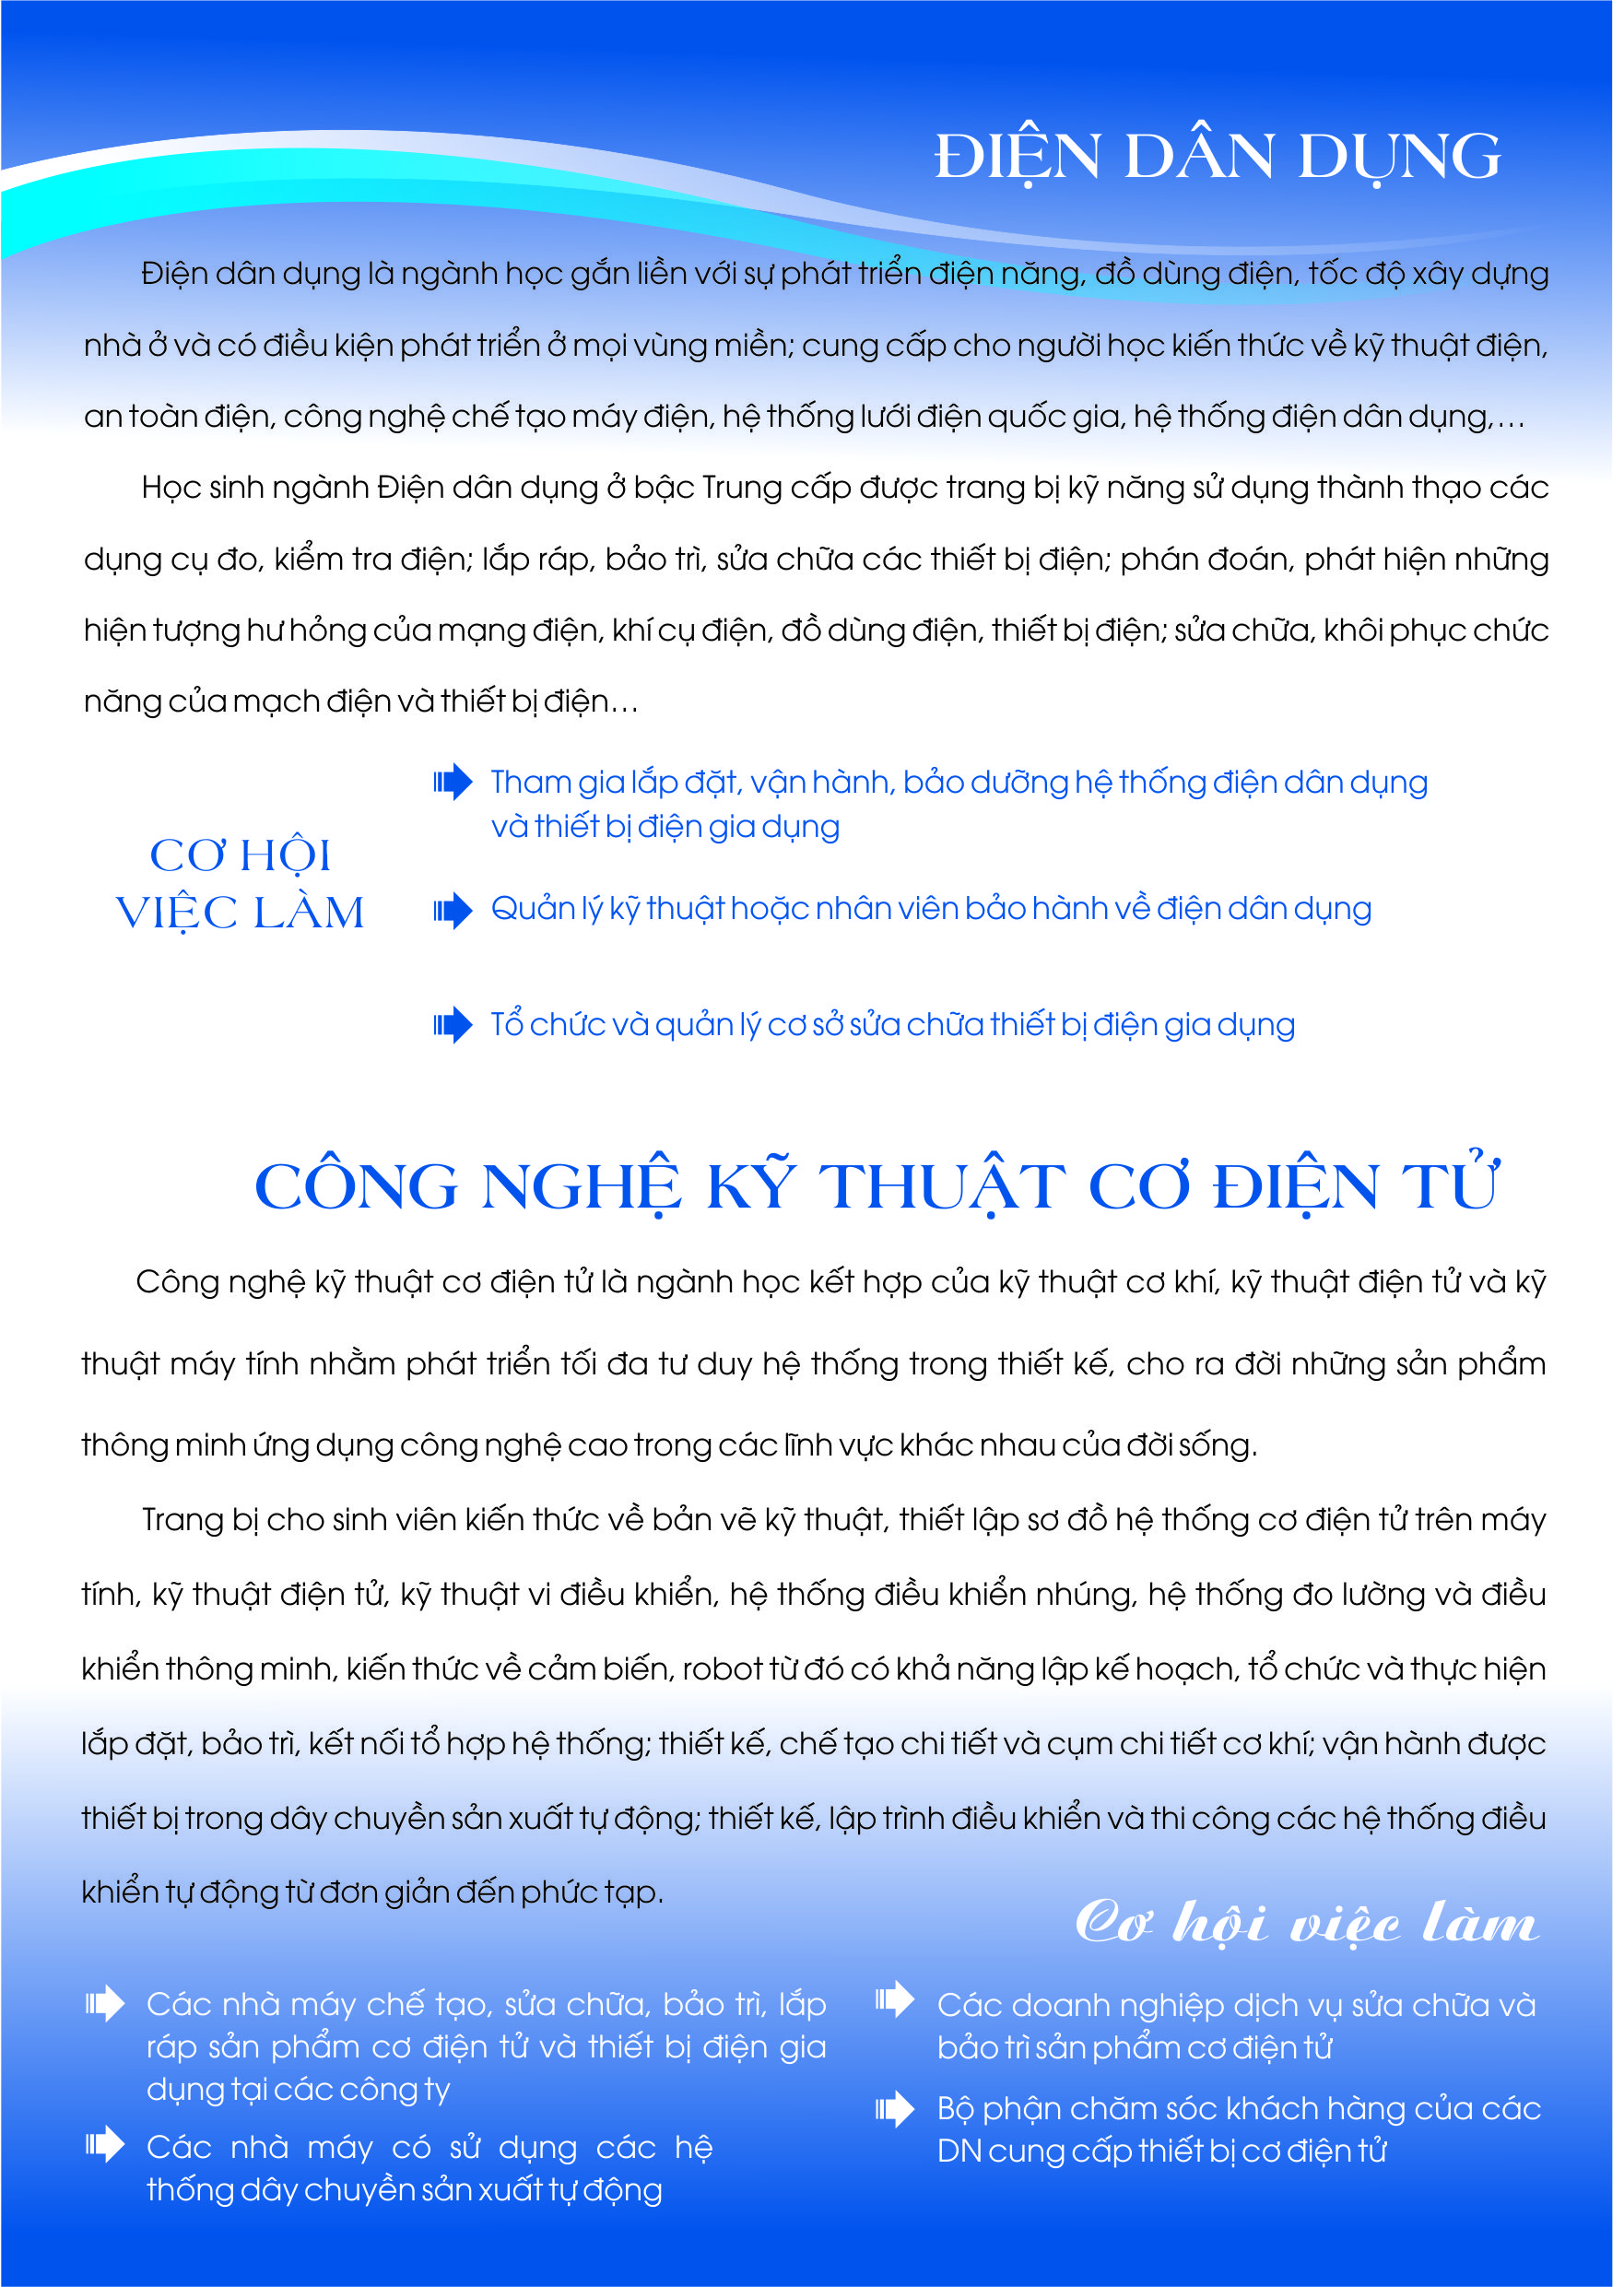 ĐIỆN DÂN DỤNG
Điện dân dụng là ngành học gắn liền với sự phát triển điện năng, đồ dùng điện, tốc độ xây dựng
nhà ở và có điều kiện phát triển ở mọi vùng miền; cung cấp cho người học kiến thức về kỹ thuật điện,
an toàn điện, công nghệ chế tạo máy điện, hệ thống lưới điện quốc gia, hệ thống điện dân dụng,...
Học sinh ngành Điện dân dụng ở bậc Trung cấp được trang bị kỹ năng sử dụng thành thạo các
dụng cụ đo, kiểm tra điện; lắp ráp, bảo trì, sửa chữa các thiết bị điện; phán đoán, phát hiện những
hiện tượng hư hỏng của mạng điện, khí cụ điện, đồ dùng điện, thiết bị điện; sửa chữa, khôi phục chức
năng của mạch điện và thiết bị điện...
CƠ HỘI
VIỆC LÀM
Tham gia lắp đặt, vận hành, bảo dưỡng hệ thống điện dân dụng
và thiết bị điện gia dụng
Quản lý kỹ thuật hoặc nhân viên bảo hành về điện dân dụng
Tổ chức và quản lý cơ sở sửa chữa thiết bị điện gia dụng
CÔNG NGHỆ KỸ THUẬT CƠ ĐIỆN TỬ
Công nghệ kỹ thuật cơ điện tử là ngành học kết hợp của kỹ thuật cơ khí, kỹ thuật điện tử và kỹ
thuật máy tính nhằm phát triển tối đa tư duy hệ thống trong thiết kế, cho ra đời những sản phẩm
thông minh ứng dụng công nghệ cao trong các lĩnh vực khác nhau của đời sống.
Trang bị cho sinh viên kiến thức về bản vẽ kỹ thuật, thiết lập sơ đồ hệ thống cơ điện tử trên máy
tính, kỹ thuật điện tử, kỹ thuật vi điều khiển, hệ thống điều khiển nhúng, hệ thống đo lường và điều
khiển thông minh, kiến thức về cảm biến, robot từ đó có khả năng lập kế hoạch, tổ chức và thực hiện
lắp đặt, bảo trì, kết nối tổ hợp hệ thống; thiết kế, chế tạo chi tiết và cụm chi tiết cơ khí; vận hành được
thiết bị trong dây chuyền sản xuất tự động; thiết kế, lập trình điều khiển và thi công các hệ thống điều
khiển tự động từ đơn giản đến phức tạp.
Cơ hội việc làm
Các nhà máy chế tạo, sửa chữa, bảo trì, lắp
ráp sản phẩm cơ điện tử và thiết bị điện gia
dụng tại các công ty
Các nhà máy có sử dụng các hệ
thống dây chuyền sản xuất tự động
Các doanh nghiệp dịch vụ sửa chữa và
bảo trì sản phẩm cơ điện tử
Bộ phận chăm sóc khách hàng của các
DN cung cấp thiết bị cơ điện tử